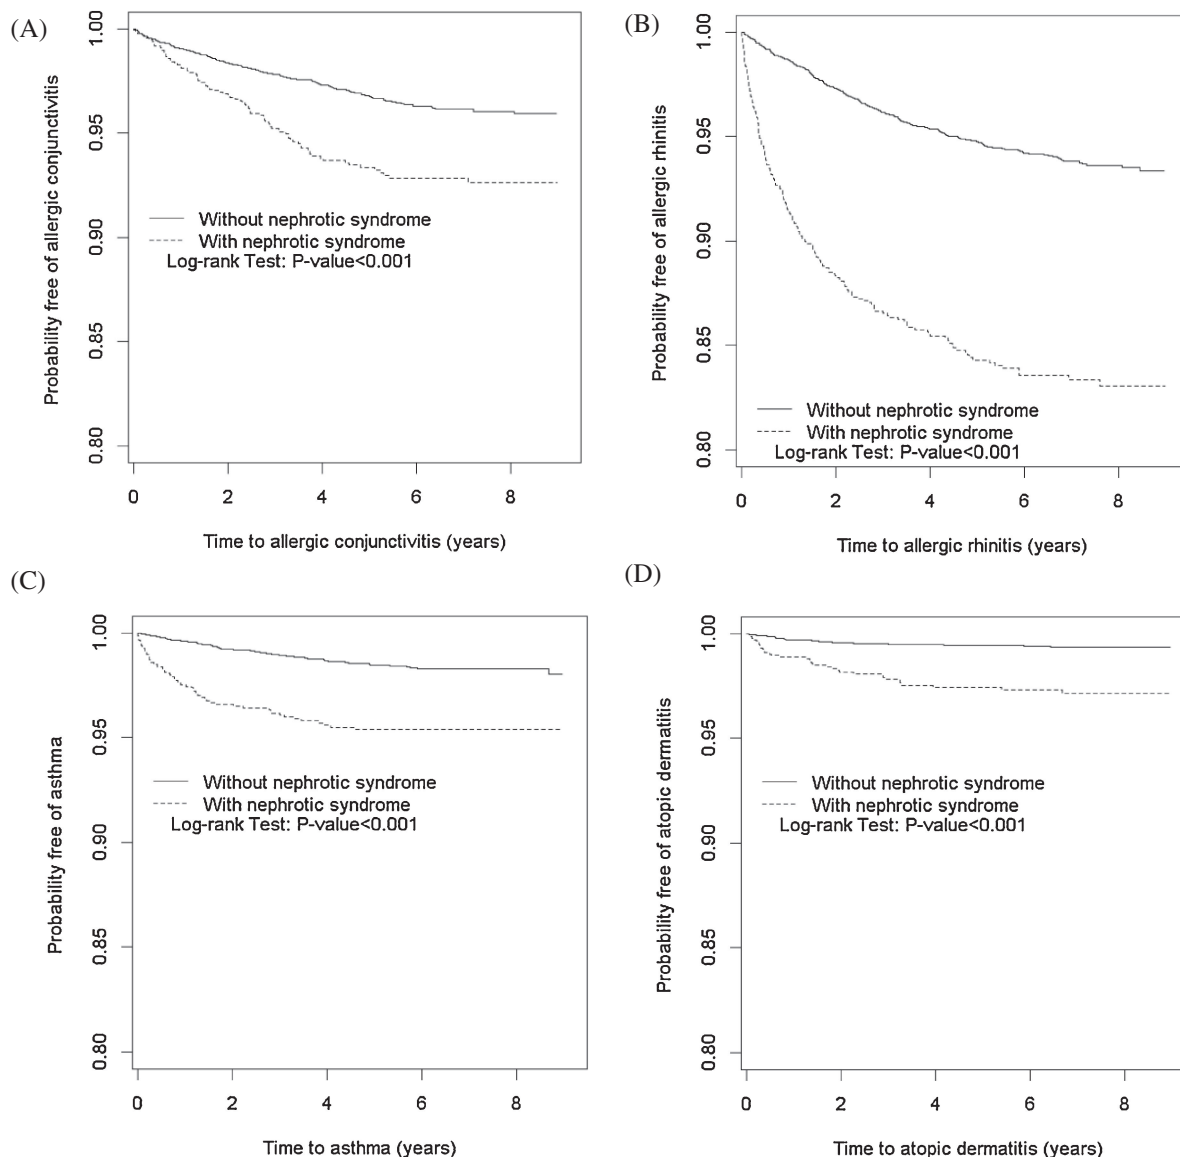 (A)
Probability free of allergic conjunctivitis
1.00
0.95
0.90
0.85
0.80
Without nephrotic syndrome
With nephrotic syndrome
Log-rank Test: P-value<0.001
0 2 4 6 8
Time to allergic conjunctivitis (years)
(B)
Probability free of allergic rhinitis
1.00
0.95
0.90
0.85
0.80
Without nephrotic syndrome
With nephrotic syndrome
Log-rank Test: P-value<0.001
0 2 4 6 8
Time to allergic rhinitis (years)
(C)
Probability free of asthma
1.00
0.95
0.90
0.85
0.80
Without nephrotic syndrome
With nephrotic syndrome
Log-rank Test: P-value<0.001
0 2 4 6 8
Time to asthma (years)
(D)
Probability free of atopic dermatitis
1.00
0.95
0.90
0.85
0.80
Without nephrotic syndrome
With nephrotic syndrome
Log-rank Test: P-value<0.001
0 2 4 6 8
Time to atopic dermatitis (years)